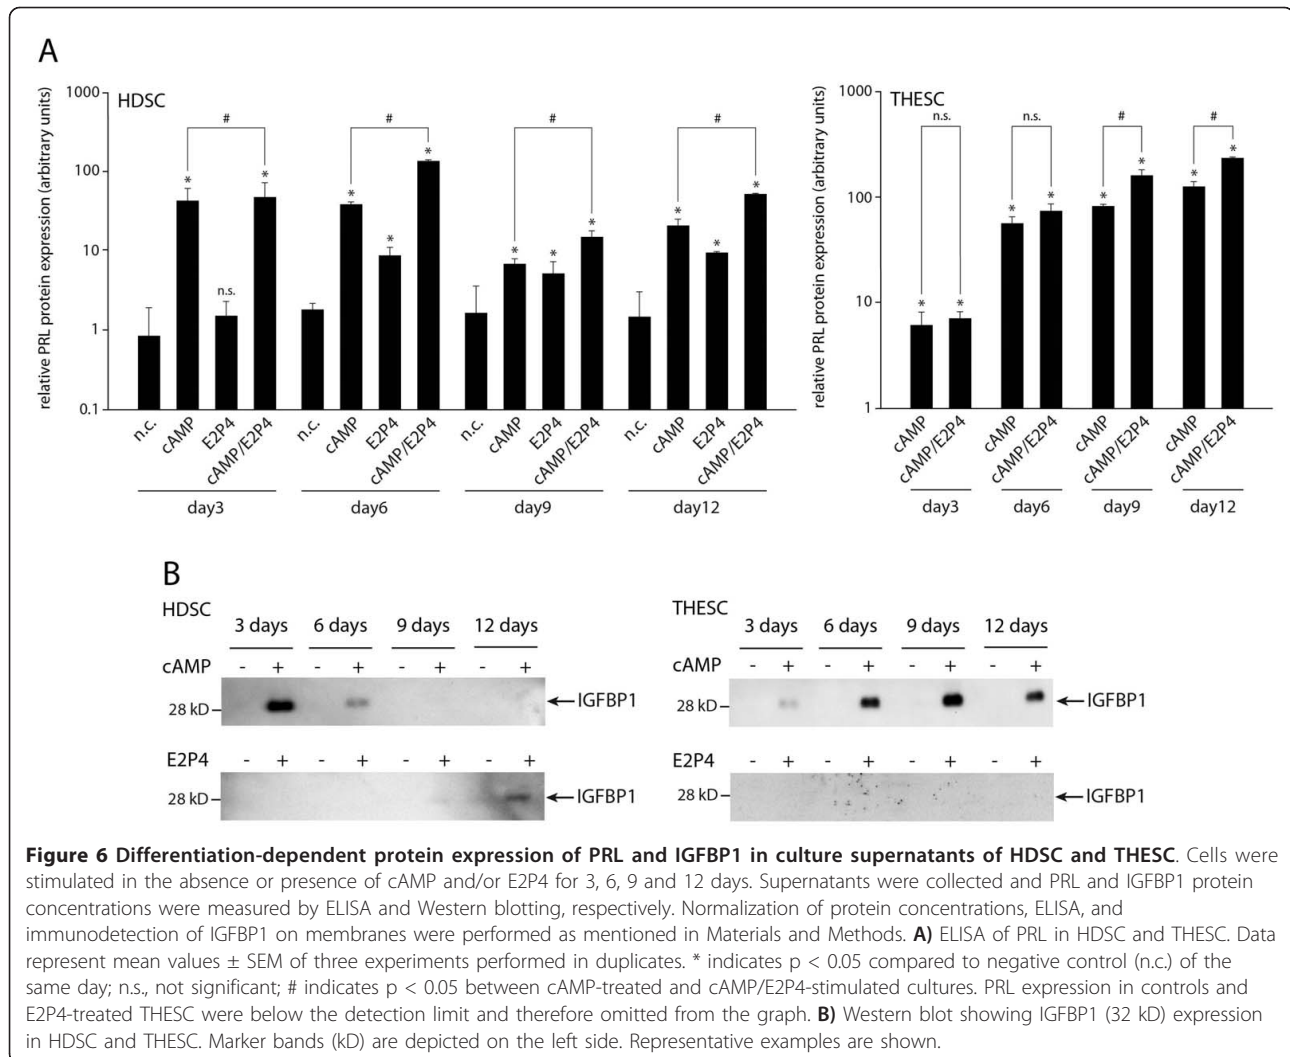 A
relative PRL protein expression (arbitrary units)
HDSC
1000
100
10
1
0.1
# # # #
* * * * * * * * * * *
n.s.
n.c. cAMP E2P4 cAMP/E2P4 n.c. cAMP E2P4 cAMP/E2P4 n.c. cAMP E2P4 cAMP/E2P4 n.c. cAMP E2P4 cAMP/E2P4
day3 day6 day9 day12
relative PRL protein expression (arbitrary units)
THESC
1000
100
10
1
n.s. n.s. # #
* * * * * * * *
cAMP cAMP/E2P4 cAMP cAMP/E2P4 cAMP cAMP/E2P4 cAMP cAMP/E2P4
day3 day6 day9 day12
B
HDSC
3 days 6 days 9 days 12 days
cAMP - + - + - + - +
28 kD IGFBP1
E2P4 - + - + - + - +
28 kD IGFBP1
THESC
3 days 6 days 9 days 12 days
cAMP - + - + - + - +
28 kD IGFBP1
E2P4 - + - + - + - +
28 kD IGFBP1
Figure 6 Differentiation-dependent protein expression of PRL and IGFBP1 in culture supernatants of HDSC and THESC. Cells were
stimulated in the absence or presence of cAMP and/or E2P4 for 3, 6, 9 and 12 days. Supernatants were collected and PRL and IGFBP1 protein
concentrations were measured by ELISA and Western blotting, respectively. Normalization of protein concentrations, ELISA, and
immunodetection of IGFBP1 on membranes were performed as mentioned in Materials and Methods. A) ELISA of PRL in HDSC and THESC. Data
represent mean values ± SEM of three experiments performed in duplicates. * indicates p < 0.05 compared to negative control (n.c.) of the
same day; n.s., not significant; # indicates p < 0.05 between cAMP-treated and cAMP/E2P4-stimulated cultures. PRL expression in controls and
E2P4-treated THESC were below the detection limit and therefore omitted from the graph. B) Western blot showing IGFBP1 (32 kD) expression
in HDSC and THESC. Marker bands (kD) are depicted on the left side. Representative examples are shown.